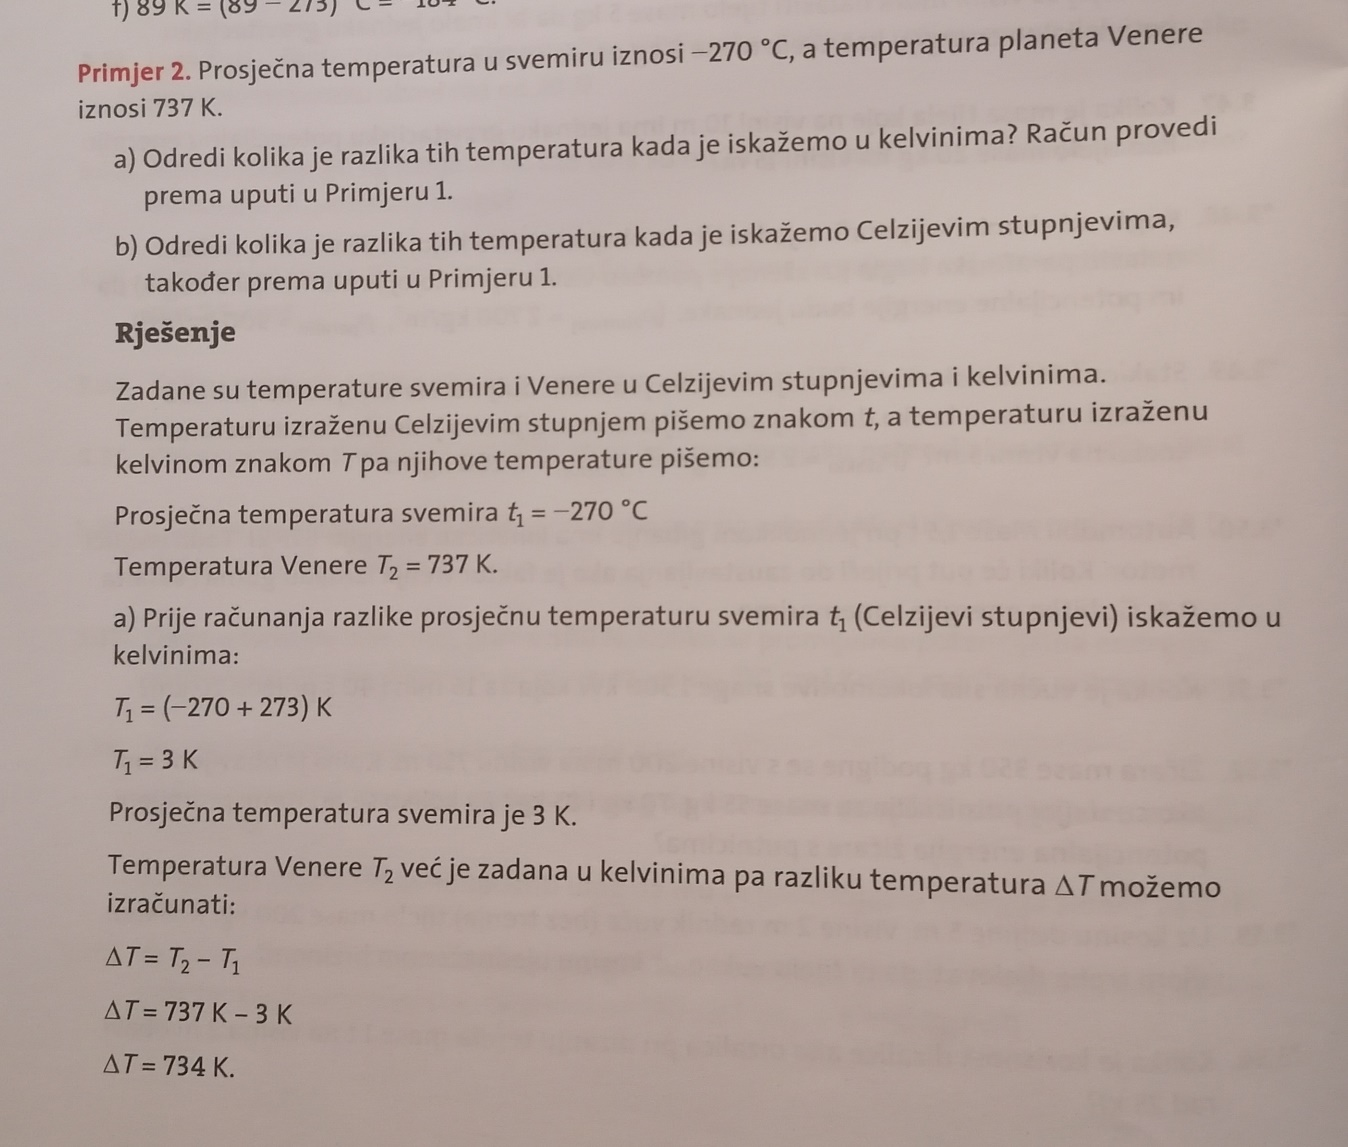 f) 89 K = (89 – 273) °C = –184 °C.
Primjer 2. Prosječna temperatura u svemiru iznosi –270 °C, a temperatura planeta Venere
iznosi 737 K.
a) Odredi kolika je razlika tih temperatura kada je iskažemo u kelvinima? Račun provedi
prema uputi u Primjeru 1.
b) Odredi kolika je razlika tih temperatura kada je iskažemo Celzijevim stupnjevima,
također prema uputi u Primjeru 1.
Rješenje
Zadane su temperature svemira i Venere u Celzijevim stupnjevima i kelvinima.
Temperaturu izraženu Celzijevim stupnjem pišemo znakom t, a temperaturu izraženu
kelvinom znakom T pa njihove temperature pišemo:
Prosječna temperatura svemira t₁ = –270 °C
Temperatura Venere T₂ = 737 K.
a) Prije računanja razlike prosječnu temperaturu svemira t₁ (Celzijevi stupnjevi) iskažemo u
kelvinima:
T₁ = (–270 + 273) K
T₁ = 3 K
Prosječna temperatura svemira je 3 K.
Temperatura Venere T₂ već je zadana u kelvinima pa razliku temperatura ΔT možemo
izračunati:
ΔT = T₂ – T₁
ΔT = 737 K – 3 K
ΔT = 734 K.